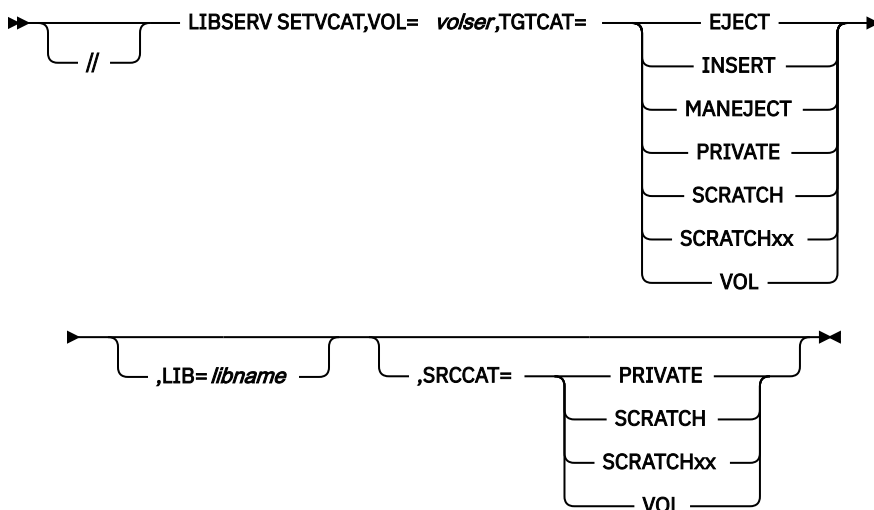 LIBSERV SETVCAT,VOL= volser,TGTCAT= EJECT
//
INSERT
MANEJECT
PRIVATE
SCRATCH
SCRATCHxx
VOL
,LIB=libname ,SRCCAT= PRIVATE
SCRATCH
SCRATCHxx
VOL